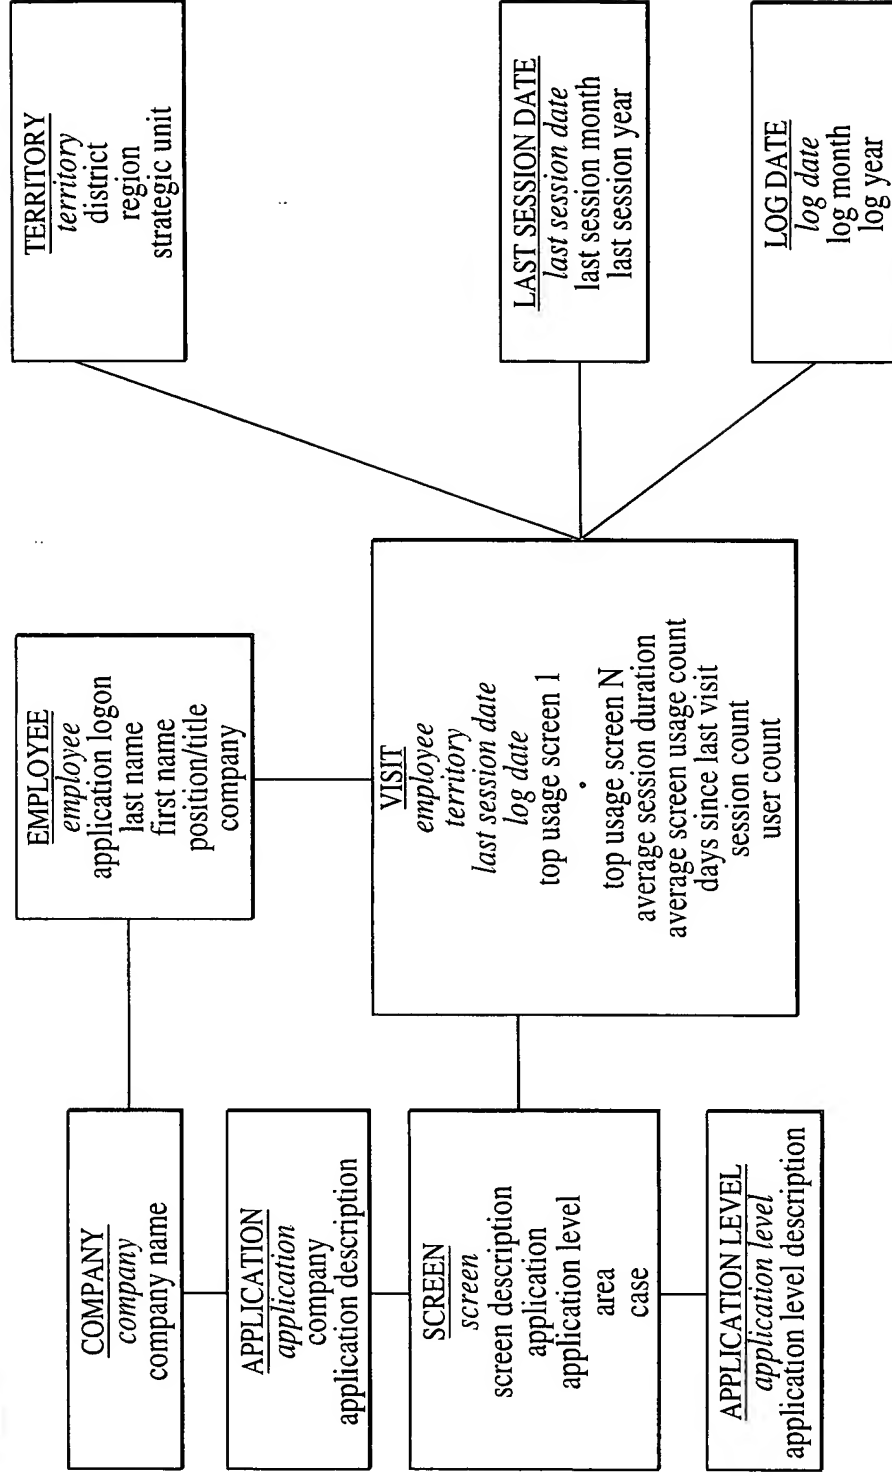 COMPANY
company
company name
APPLICATION
application
company
application description
SCREEN
screen
screen description
application
application level
area
case
APPLICATION LEVEL
application level
application level description
EMPLOYEE
employee
application logon
last name
first name
position/title
company
VISIT
employee
territory
last session date
log date
top usage screen 1
top usage screen N
average session duration
average screen usage count
days since last visit
session count
user count
TERRITORY
territory
district
region
strategic unit
LAST SESSION DATE
last session date
last session month
last session year
LOG DATE
log date
log month
log year